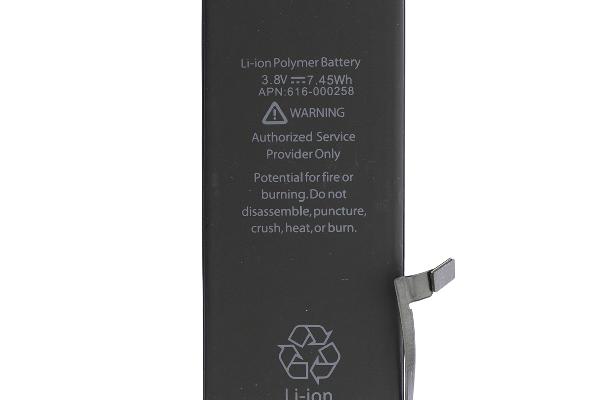 Li-ion Polymer Battery
3.8V⎓7.45Wh
APN:616-000258
WARNING
Authorized Service
Provider Only
Potential for fire or
burning. Do not
disassemble, puncture,
crush, heat, or burn.
Li-ion